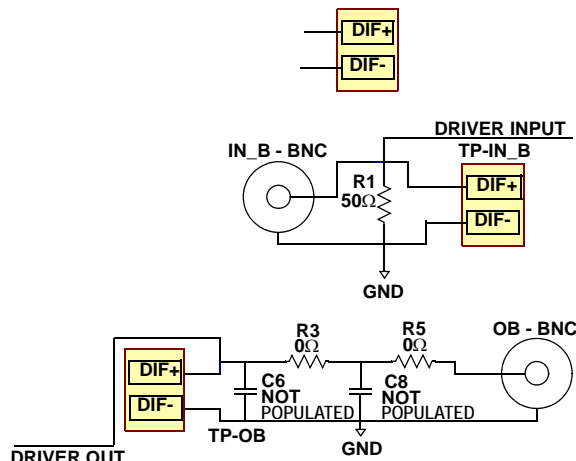 DIF+
DIF-
DRIVER INPUT
IN_B - BNC
TP-IN_B
R1
50Ω
DIF+
DIF-
GND
R3
0Ω
R5
0Ω
OB - BNC
DIF+
DIF-
C6
NOT
POPULATED
C8
NOT
POPULATED
TP-OB
GND
DRIVER OUT